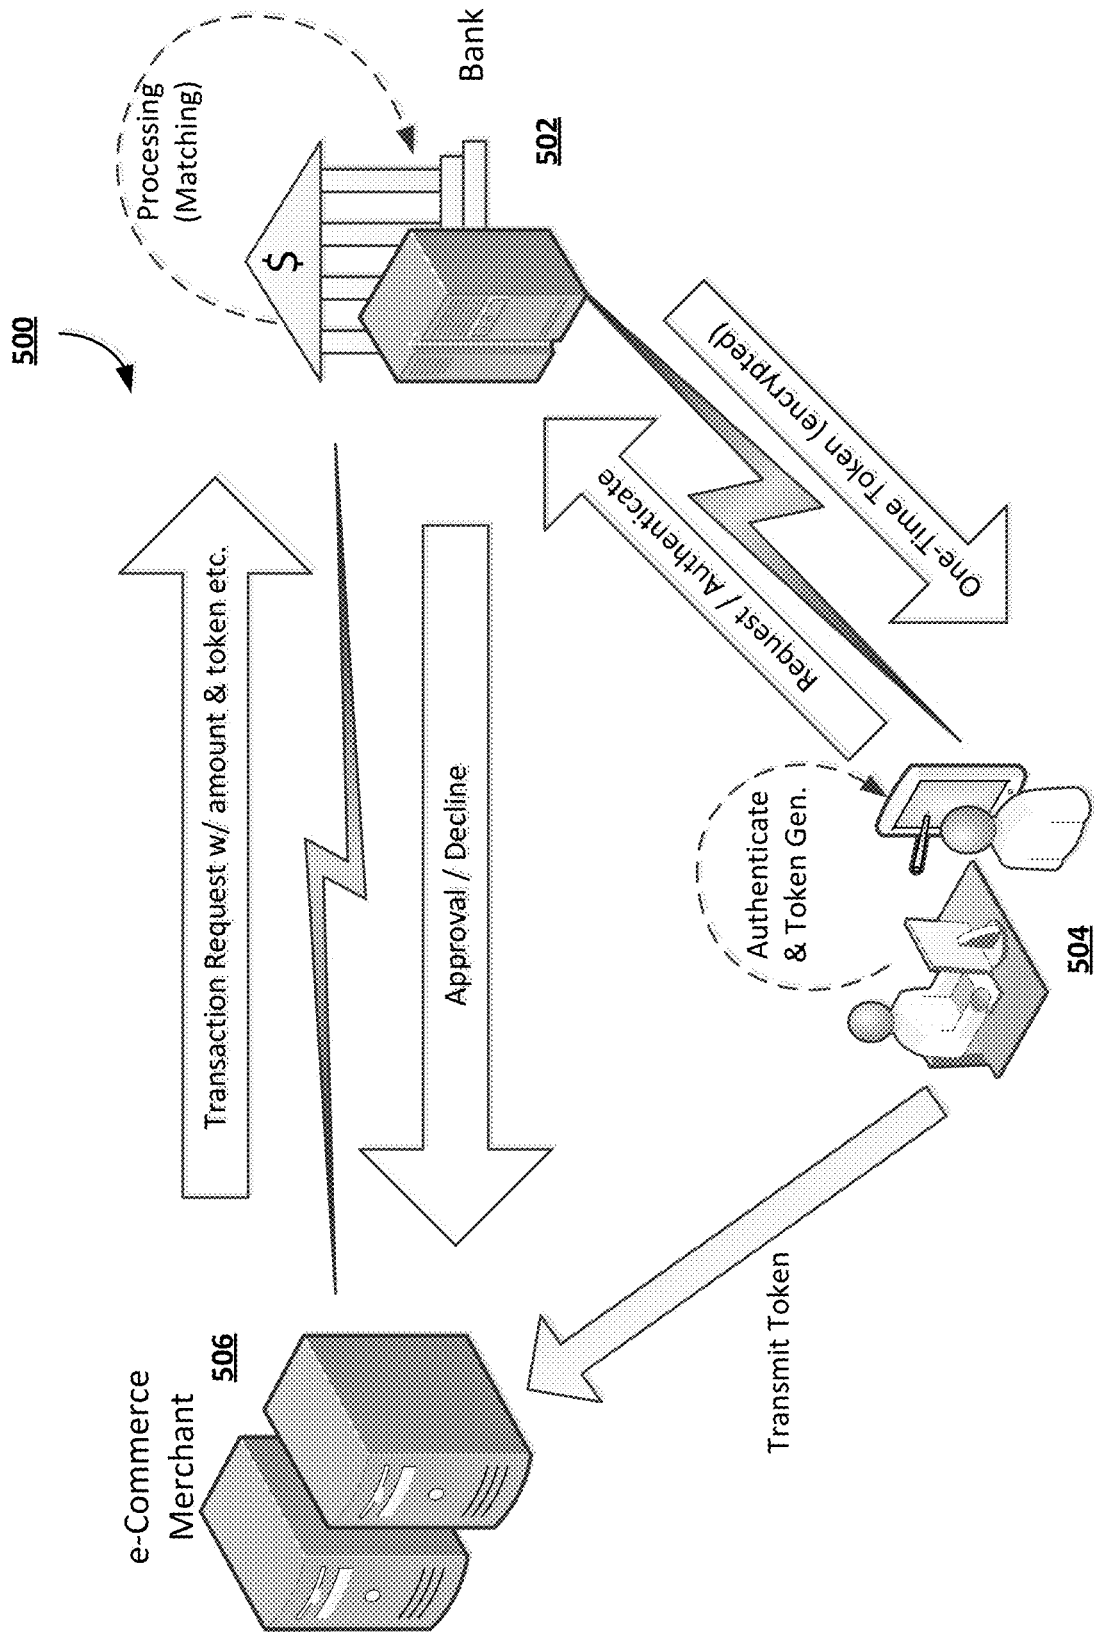 500
e-Commerce
Merchant
506
Transaction Request w/ amount & token etc.
Approval / Decline
Processing
(Matching)
Bank
502
Request / Authenticate
One-Time Token (encrypted)
Authenticate
& Token Gen.
504
Transmit Token
$